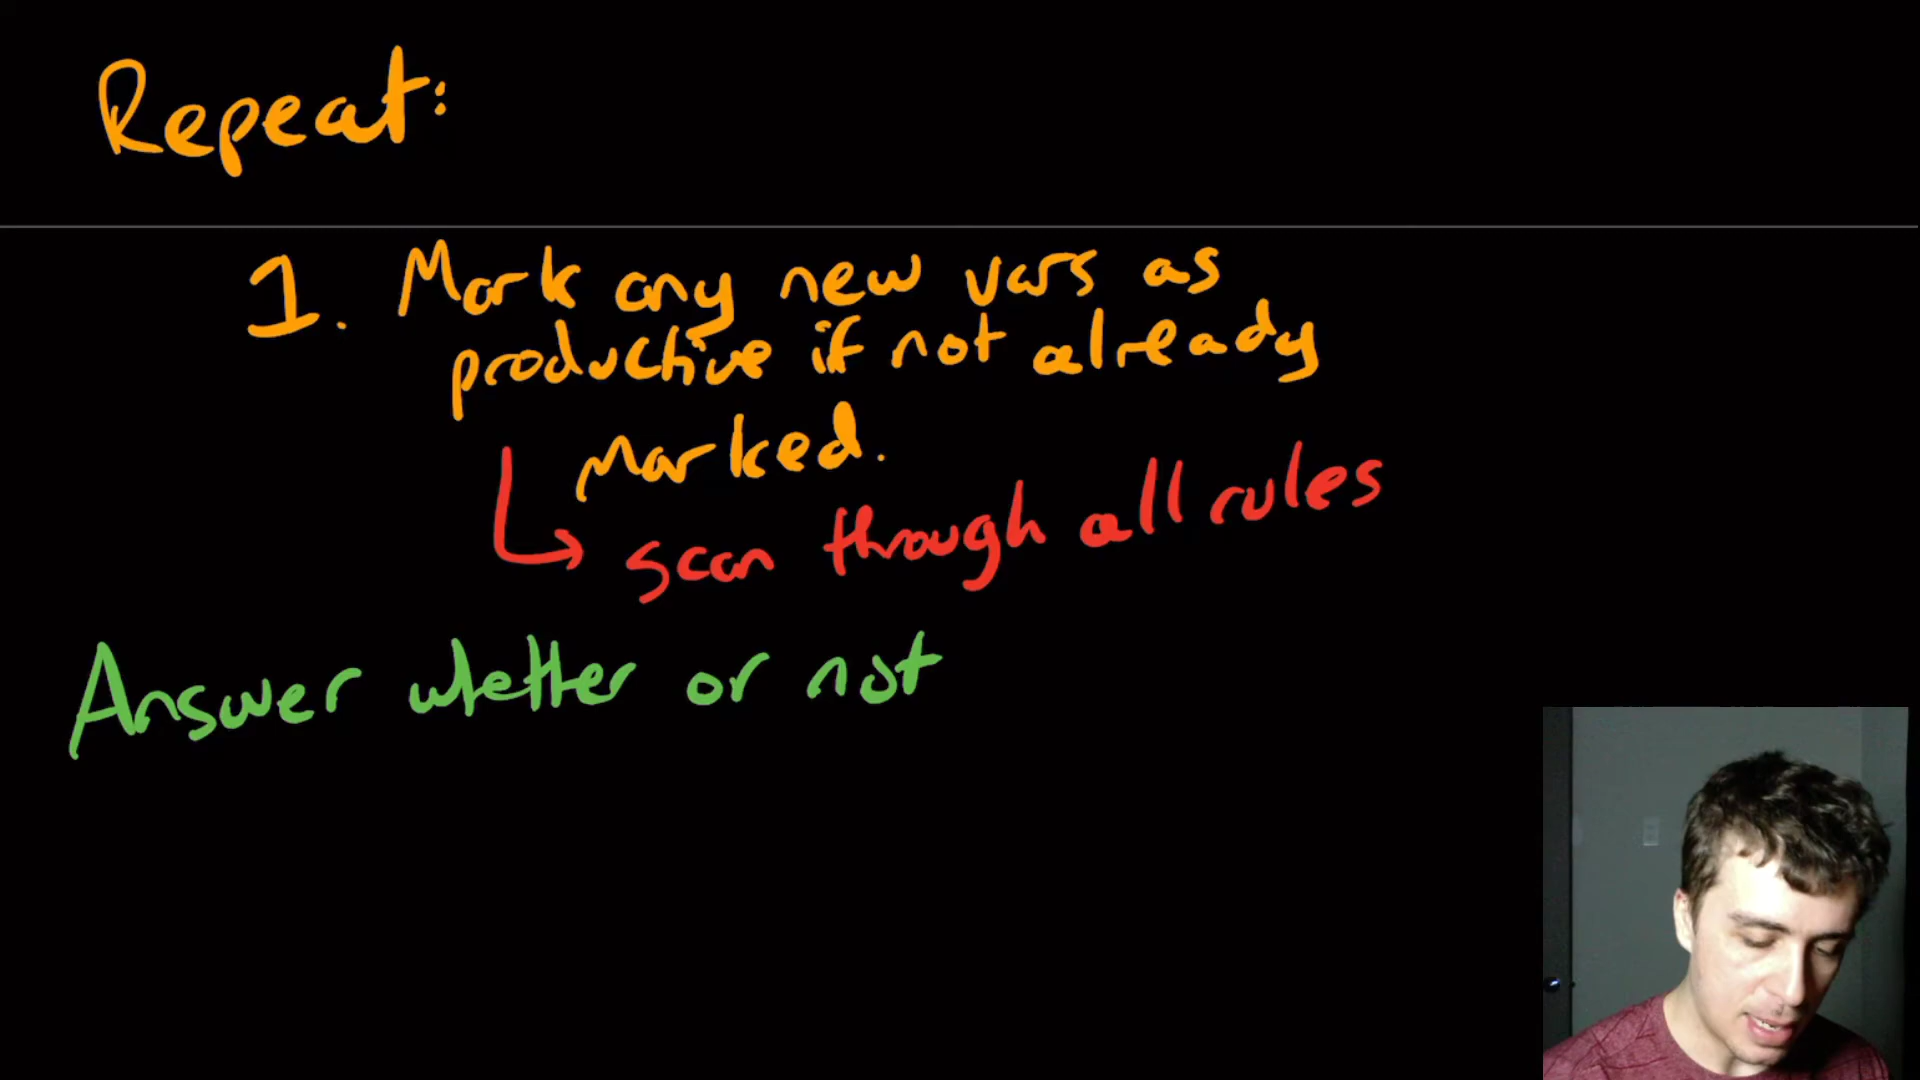 Repeat:
1. Mark any new vars as
productive if not already
marked.
scan through all rules
Answer whether or not